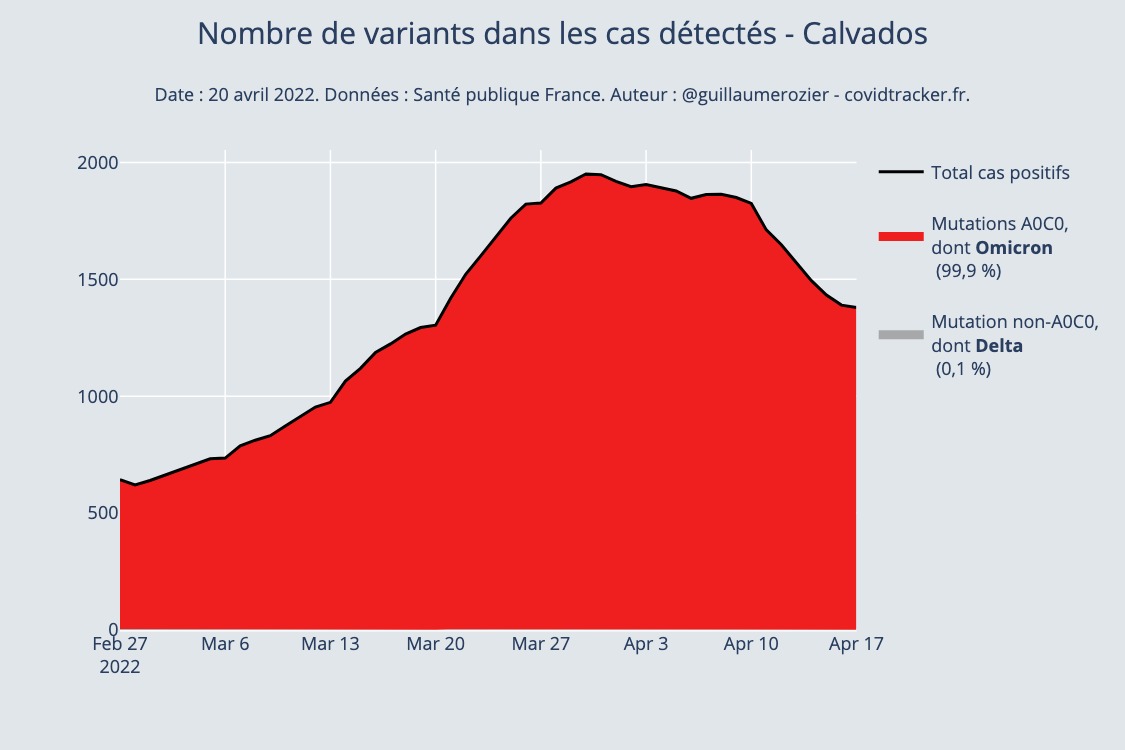 Nombre de variants dans les cas détectés - Calvados
Date : 20 avril 2022. Données : Santé publique France. Auteur : @guillaumerozier - covidtracker.fr.
2000
1500
1000
500
0
Feb 27
2022
Mar 6
Mar 13
Mar 20
Mar 27
Apr 3
Apr 10
Apr 17
Total cas positifs
Mutations A0C0,
dont Omicron
(99,9 %)
Mutation non-A0C0,
dont Delta
(0,1 %)